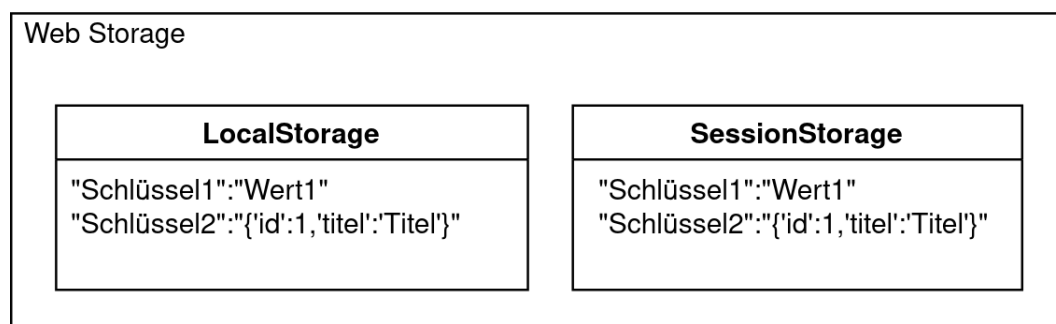 Web Storage
LocalStorage
"Schlüssel1":"Wert1"
"Schlüssel2":"{'id':1,'titel':'Titel'}"
SessionStorage
"Schlüssel1":"Wert1"
"Schlüssel2":"{'id':1,'titel':'Titel'}"